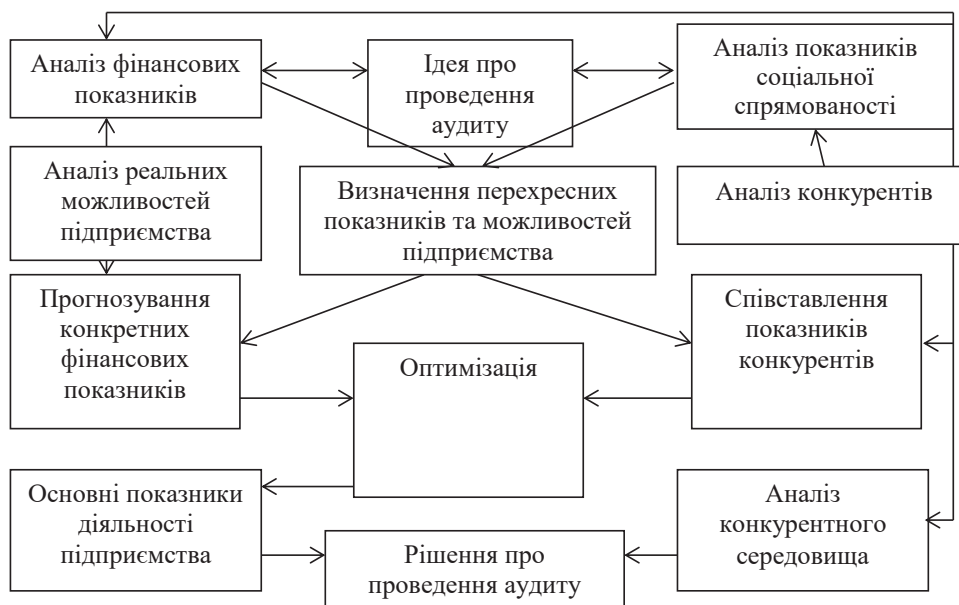 Аналіз фінансових
показників
Ідея про
проведення
аудиту
Аналіз показників
соціальної
спрямованості
Аналіз реальних
можливостей
підприємства
Визначення перехресних
показників та можливостей
підприємства
Аналіз конкурентів
Прогнозування
конкретних
фінансових
показників
Оптимізація
Співставлення
показників
конкурентів
Основні показники
діяльності
підприємства
Рішення про
проведення аудиту
Аналіз
конкурентного
середовища